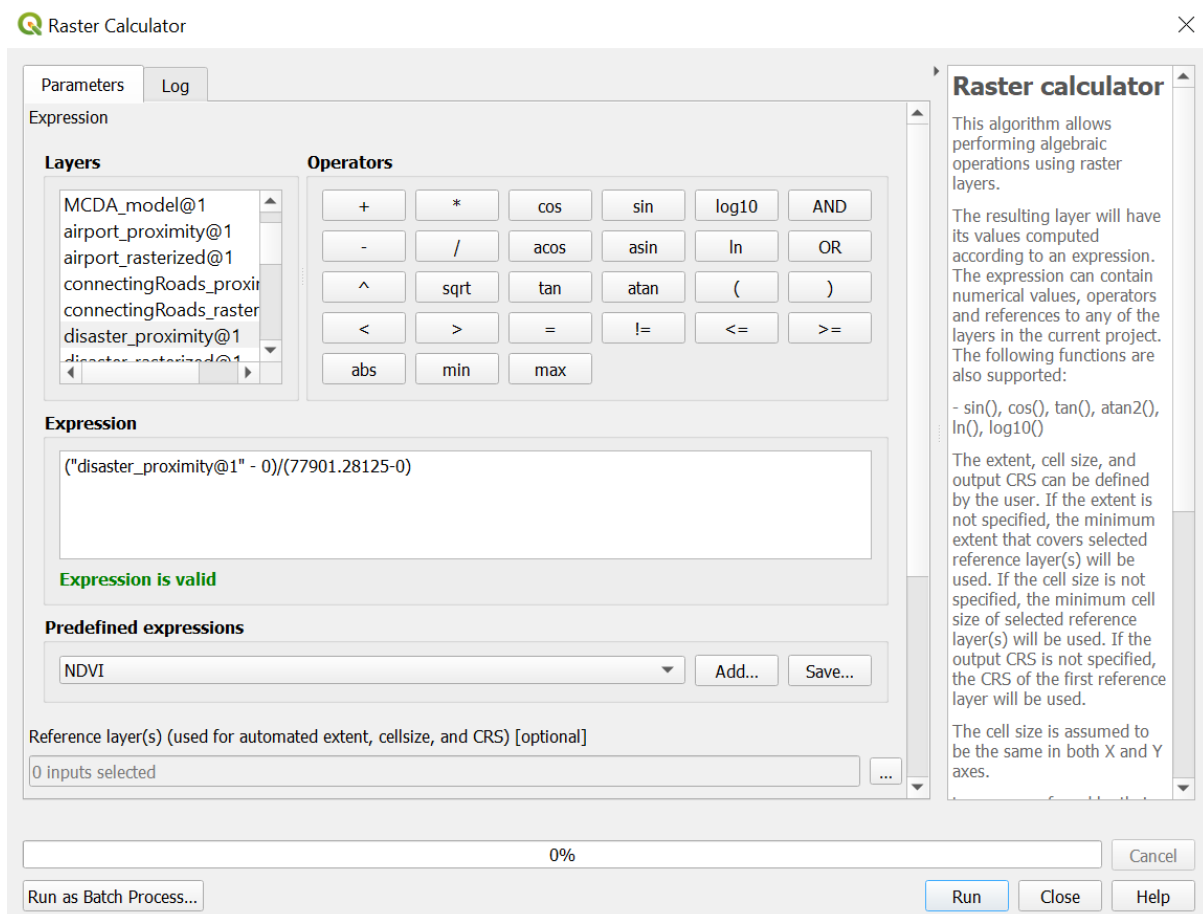 Raster Calculator
Parameters
Log
Expression
Layers
MCDA_model@1
airport_proximity@1
airport_rasterized@1
connectingRoads_proxir
connectingRoads_raster
disaster_proximity@1
disaster_rasterized@1
Operators
+ * cos sin log10 AND
- / acos asin ln OR
^ sqrt tan atan ( )
< > = != <= >=
abs min max
Expression
("disaster_proximity@1" - 0)/(77901.28125-0)
Expression is valid
Predefined expressions
NDVI
Add...
Save...
Reference layer(s) (used for automated extent, cellsize, and CRS) [optional]
0 inputs selected
...
Raster calculator
This algorithm allows
performing algebraic
operations using raster
layers.
The resulting layer will have
its values computed
according to an expression.
The expression can contain
numerical values, operators
and references to any of the
layers in the current project.
The following functions are
also supported:
- sin(), cos(), tan(), atan2(),
ln(), log10()
The extent, cell size, and
output CRS can be defined
by the user. If the extent is
not specified, the minimum
extent that covers selected
reference layer(s) will be
used. If the cell size is not
specified, the minimum cell
size of selected reference
layer(s) will be used. If the
output CRS is not specified,
the CRS of the first reference
layer will be used.
The cell size is assumed to
be the same in both X and Y
axes.
0%
Cancel
Run as Batch Process...
Run
Close
Help